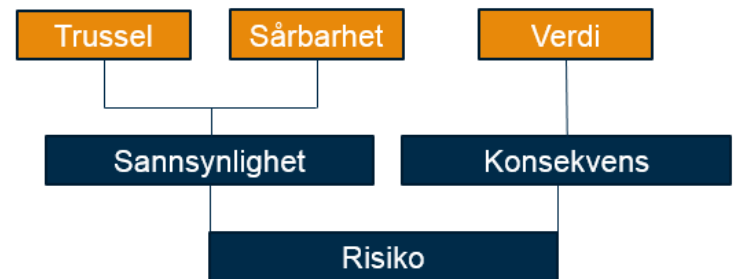 Trussel
Sårbarhet
Verdi
Sannsynlighet
Konsekvens
Risiko